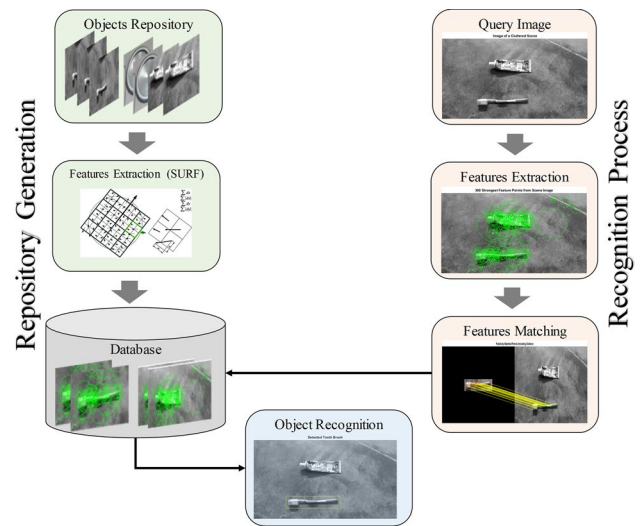 Objects Repository
Query Image
Image of a Cluttered Scene
Repository Generation
Recognition Process
Features Extraction (SURF)
Features Extraction
300 Strongest Feature Points from Scene Image
Database
Features Matching
Object Recognition
Detected Tooth Brush